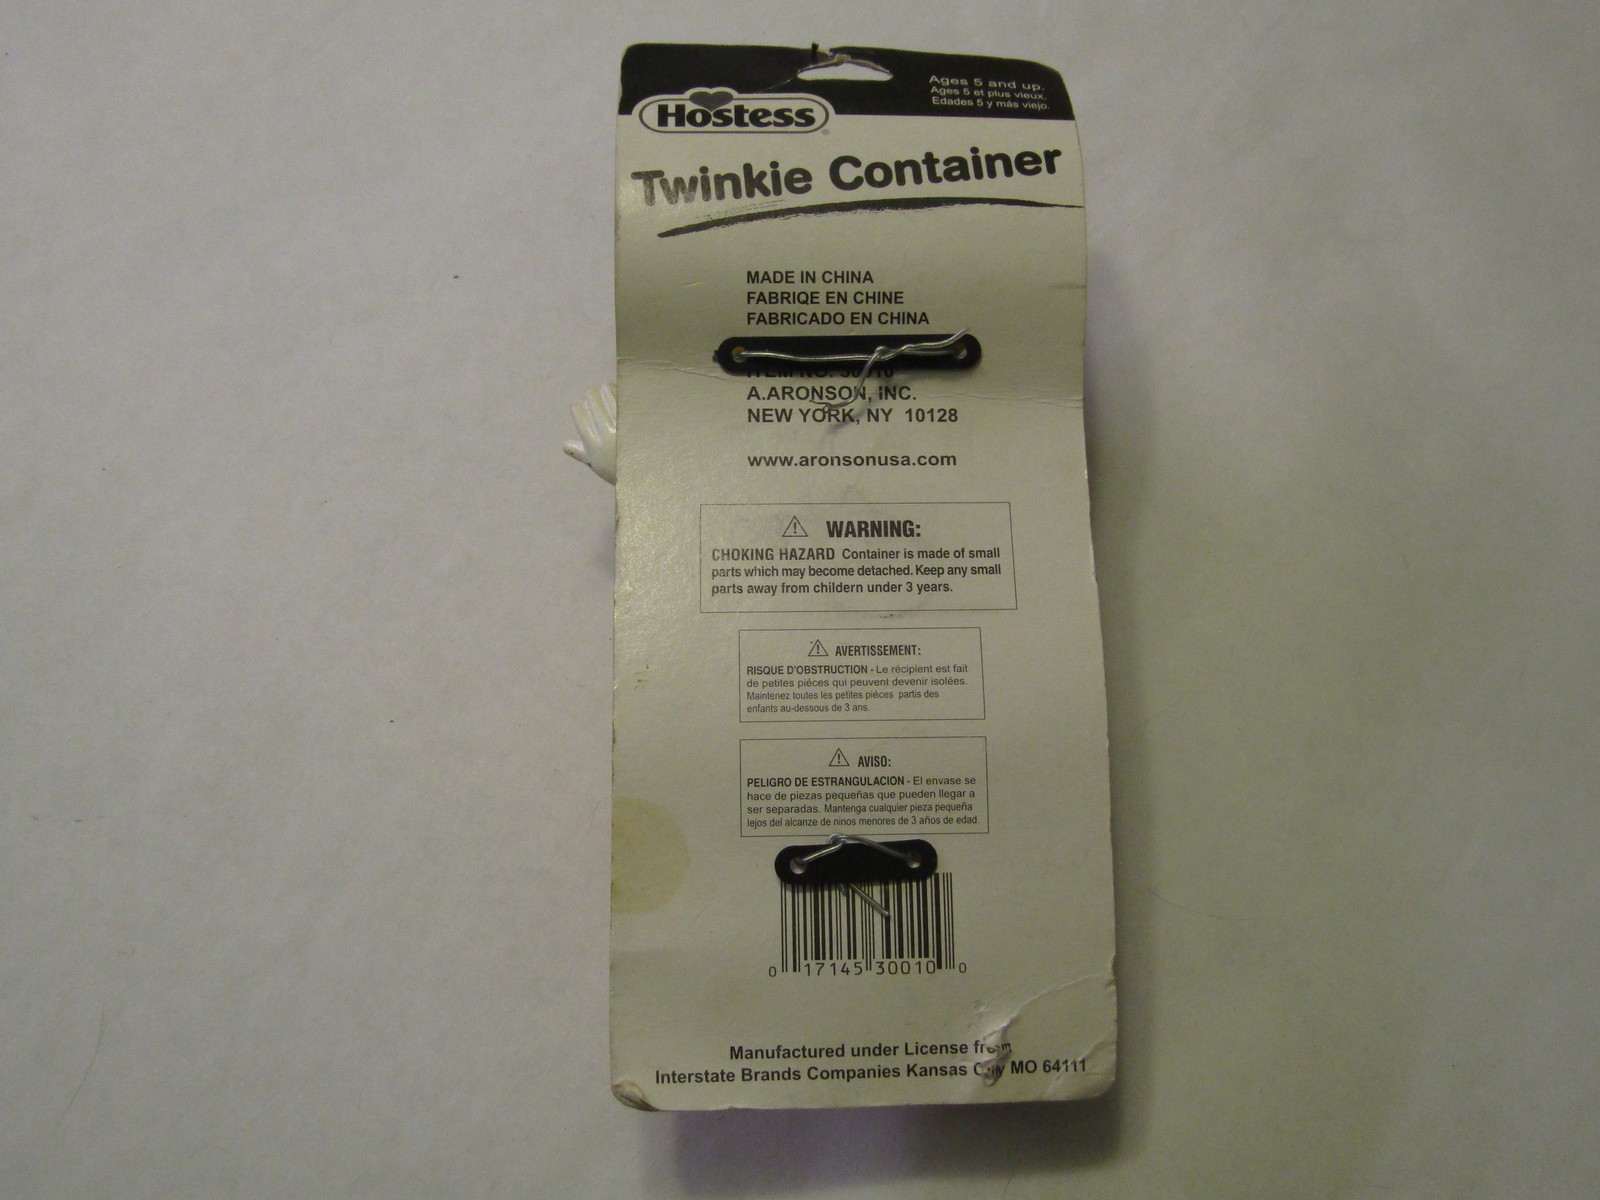 Ages 5 and up.
Ages 5 et plus vieux.
Edades 5 y más viejo.
Hostess®
Twinkie Container
MADE IN CHINA
FABRIQE EN CHINE
FABRICADO EN CHINA
ITEM NO. 30010
A.ARONSON, INC.
NEW YORK, NY 10128
www.aronsonusa.com
⚠ WARNING:
CHOKING HAZARD Container is made of small
parts which may become detached. Keep any small
parts away from childern under 3 years.
⚠ AVERTISSEMENT:
RISQUE D'OBSTRUCTION - Le récipient est fait
de petites piéces qui peuvent devenir isolées.
Maintenez toutes les petites piéces partis des
enfants au-dessous de 3 ans.
⚠ AVISO:
PELIGRO DE ESTRANGULACION - El envase se
hace de piezas pequeñas que pueden llegar a
ser separadas. Mantenga cualquier pieza pequeña
lejos del alcanze de ninos menores de 3 años de edad.
0 17145 30010 0
Manufactured under License from
Interstate Brands Companies Kansas City MO 64111